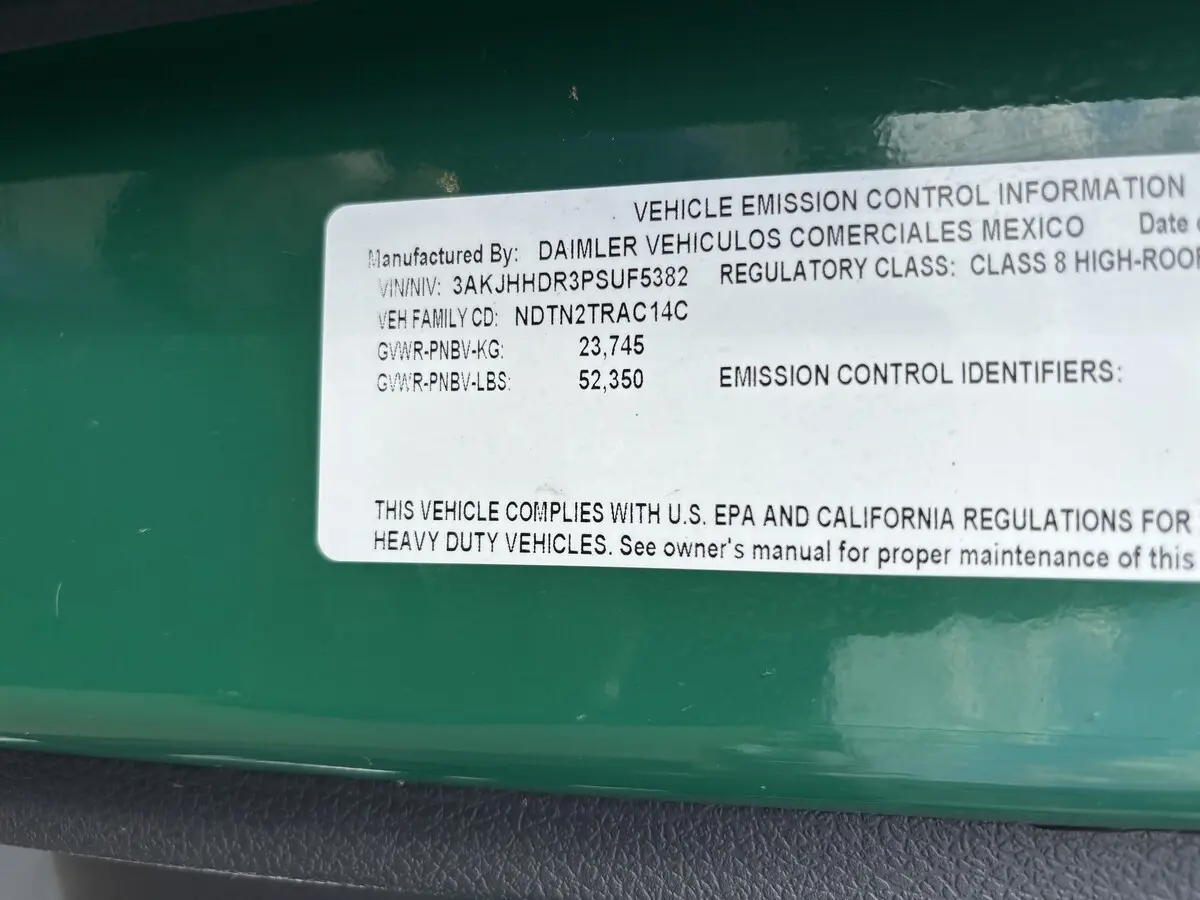 VEHICLE EMISSION CONTROL INFORMATION
Manufactured By: DAIMLER VEHICULOS COMERCIALES MEXICO Date
VIN/NIV: 3AKJHHDR3PSUF5382 REGULATORY CLASS: CLASS 8 HIGH-ROOF
VEH FAMILY CD: NDTN2TRAC14C
GVWR-PNBV-KG: 23,745
GVWR-PNBV-LBS: 52,350 EMISSION CONTROL IDENTIFIERS:
THIS VEHICLE COMPLIES WITH U.S. EPA AND CALIFORNIA REGULATIONS FOR
HEAVY DUTY VEHICLES. See owner's manual for proper maintenance of this